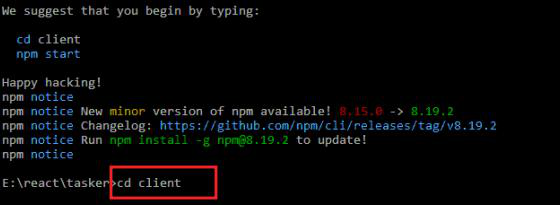 We suggest that you begin by typing:
cd client
npm start
Happy hacking!
npm notice
npm notice New minor version of npm available! 8.15.0 -> 8.19.2
npm notice Changelog: https://github.com/npm/cli/releases/tag/v8.19.2
npm notice Run npm install -g npm@8.19.2 to update!
npm notice
E:\react\tasker>cd client